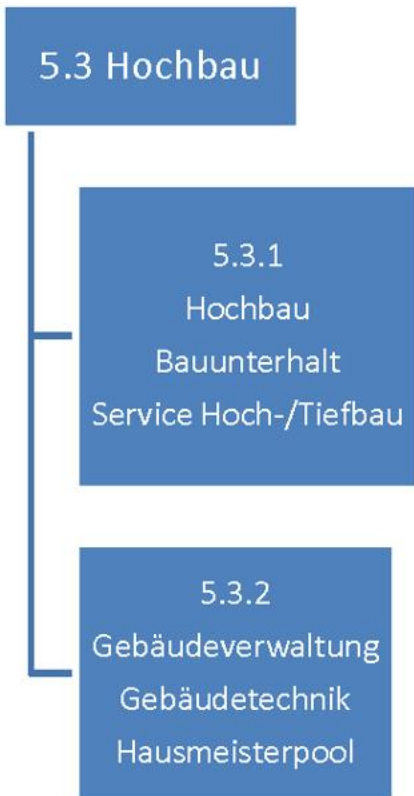 5.3 Hochbau
5.3.1
Hochbau
Bauunterhalt
Service Hoch-/Tiefbau
5.3.2
Gebäudeverwaltung
Gebäudetechnik
Hausmeisterpool